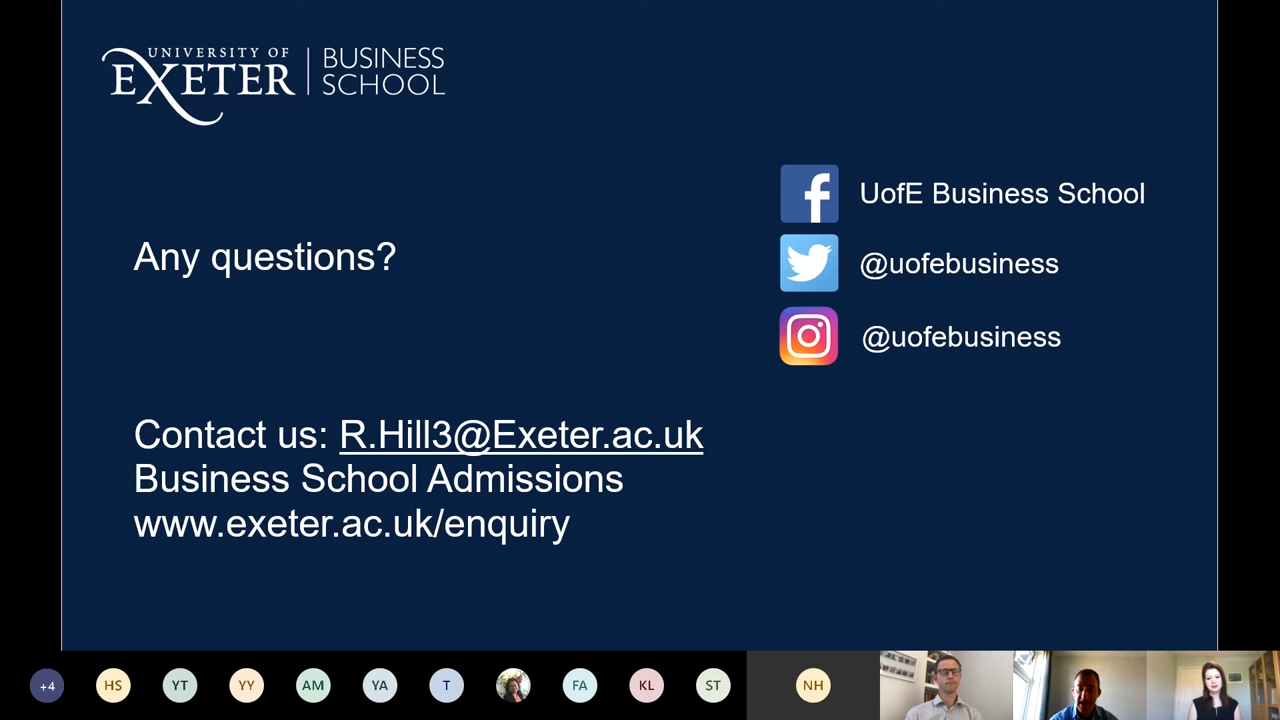 UNIVERSITY OF
EXETER
BUSINESS
SCHOOL
UofE Business School
@uofebusiness
@uofebusiness
Any questions?
Contact us: R.Hill3@Exeter.ac.uk
Business School Admissions
www.exeter.ac.uk/enquiry
+4 HS YT YY AM YA T FA KL ST NH